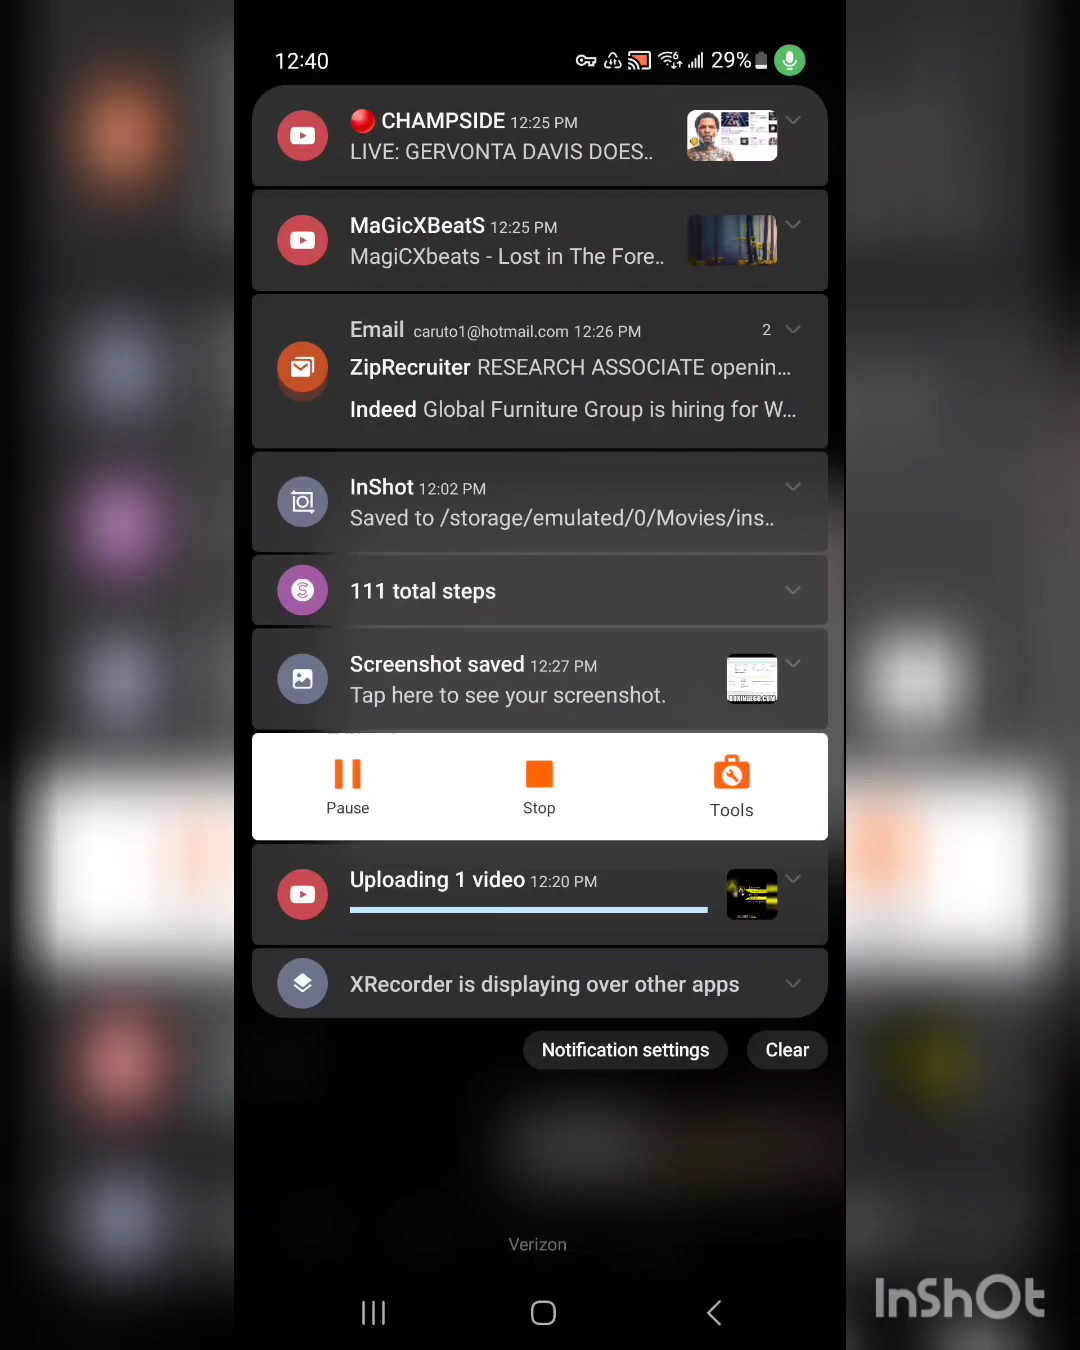 12:40
29%
CHAMPSIDE 12:25 PM
LIVE: GERVONTA DAVIS DOES..
MaGicXBeatS 12:25 PM
MagiCXbeats - Lost in The Fore..
Email caruto1@hotmail.com 12:26 PM 2
ZipRecruiter RESEARCH ASSOCIATE openin...
Indeed Global Furniture Group is hiring for W...
InShot 12:02 PM
Saved to /storage/emulated/0/Movies/ins..
111 total steps
Screenshot saved 12:27 PM
Tap here to see your screenshot.
BOXINGEGO.COM
Pause Stop Tools
Uploading 1 video 12:20 PM
XRecorder is displaying over other apps
Notification settings Clear
Verizon
InShOt